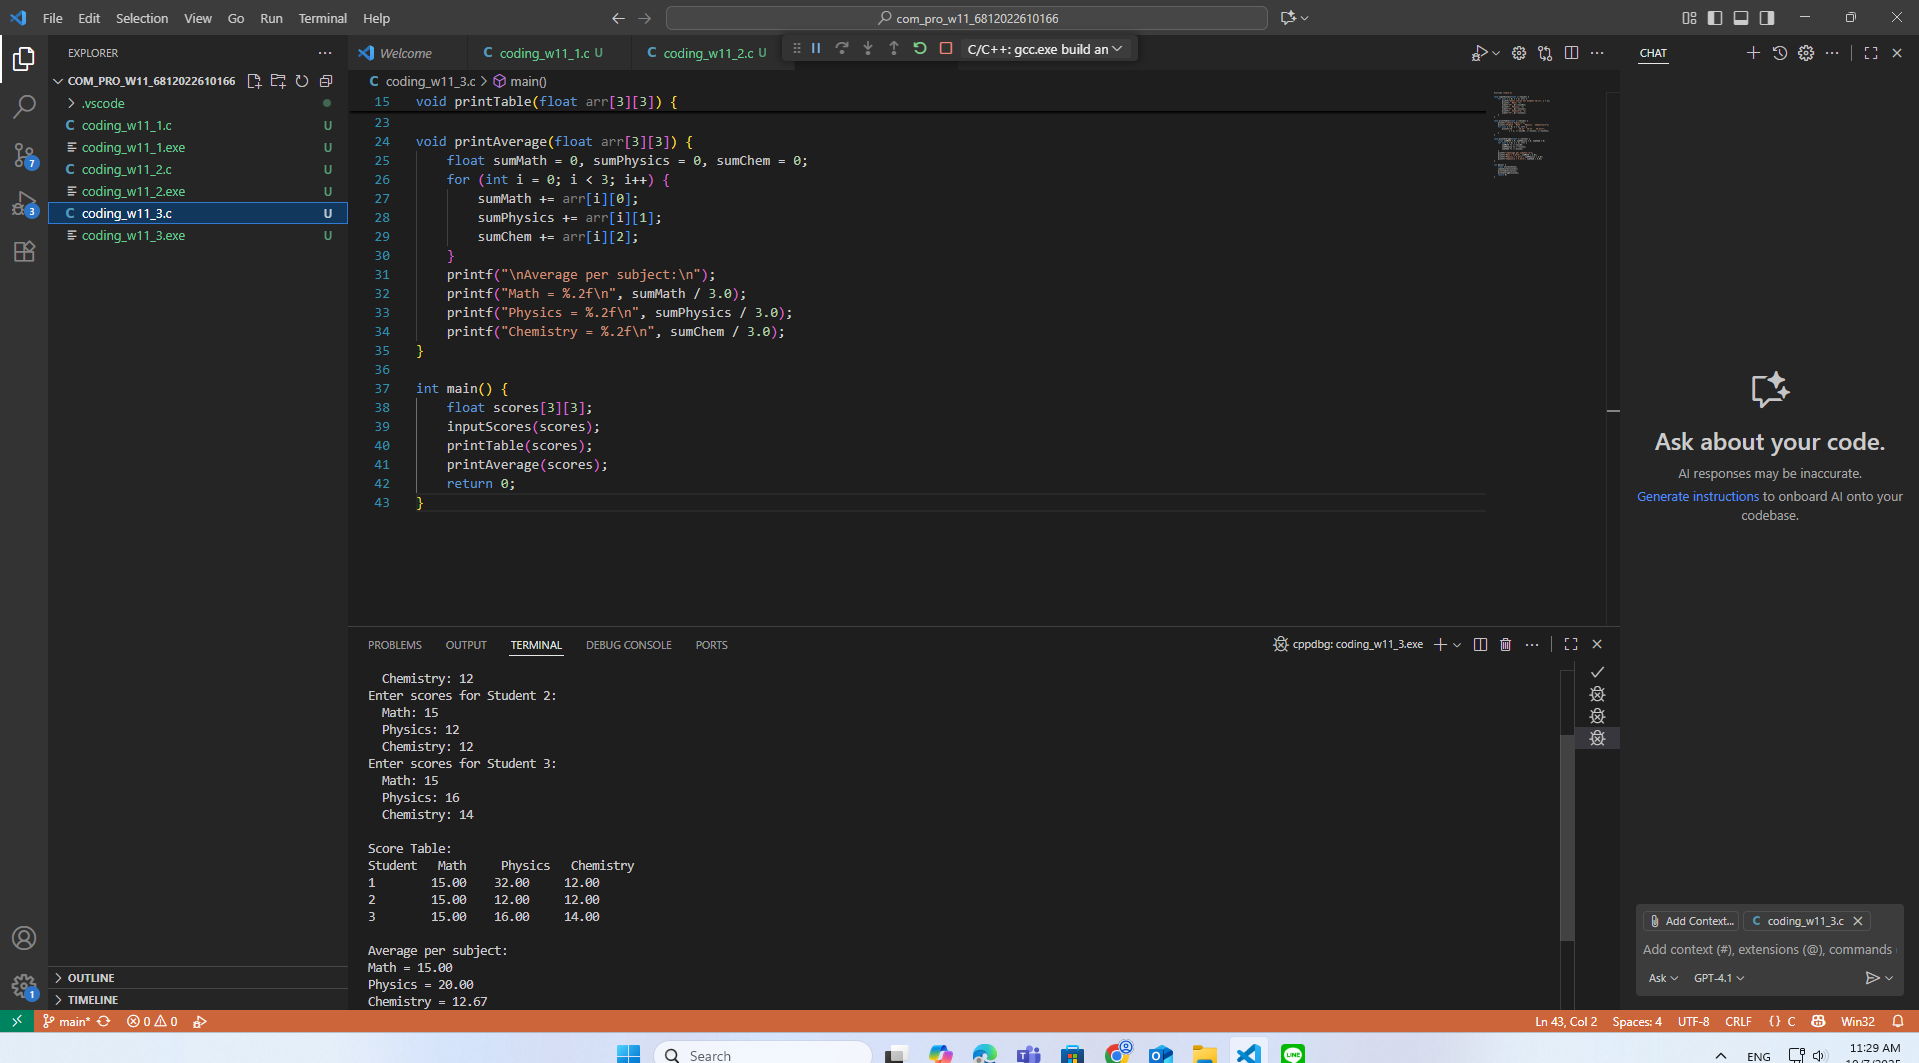 File Edit Selection View Go Run Terminal Help
com_pro_w11_6812022610166
EXPLORER
COM_PRO_W11_6812022610166
.vscode
coding_w11_1.c U
coding_w11_1.exe U
coding_w11_2.c U
coding_w11_2.exe U
coding_w11_3.c U
coding_w11_3.exe U
7
3
OUTLINE
TIMELINE
1
Welcome
coding_w11_1.c U
coding_w11_2.c U
C/C++: gcc.exe build an
coding_w11_3.c > main()
15 void printTable(float arr[3][3]) {
23
24 void printAverage(float arr[3][3]) {
25 float sumMath = 0, sumPhysics = 0, sumChem = 0;
26 for (int i = 0; i < 3; i++) {
27 sumMath += arr[i][0];
28 sumPhysics += arr[i][1];
29 sumChem += arr[i][2];
30 }
31 printf("\nAverage per subject:\n");
32 printf("Math = %.2f\n", sumMath / 3.0);
33 printf("Physics = %.2f\n", sumPhysics / 3.0);
34 printf("Chemistry = %.2f\n", sumChem / 3.0);
35 }
36
37 int main() {
38 float scores[3][3];
39 inputScores(scores);
40 printTable(scores);
41 printAverage(scores);
42 return 0;
43 }
PROBLEMS OUTPUT TERMINAL DEBUG CONSOLE PORTS
cppdbg: coding_w11_3.exe
Chemistry: 12
Enter scores for Student 2:
Math: 15
Physics: 12
Chemistry: 12
Enter scores for Student 3:
Math: 15
Physics: 16
Chemistry: 14
Score Table:
Student Math Physics Chemistry
1 15.00 32.00 12.00
2 15.00 12.00 12.00
3 15.00 16.00 14.00
Average per subject:
Math = 15.00
Physics = 20.00
Chemistry = 12.67
CHAT
Ask about your code.
AI responses may be inaccurate.
Generate instructions to onboard AI onto your
codebase.
Add Context... coding_w11_3.c
Add context (#), extensions (@), commands
Ask GPT-4.1
main* 0 0
Ln 43, Col 2 Spaces: 4 UTF-8 CRLF {} C Win32
Search
ENG
11:29 AM